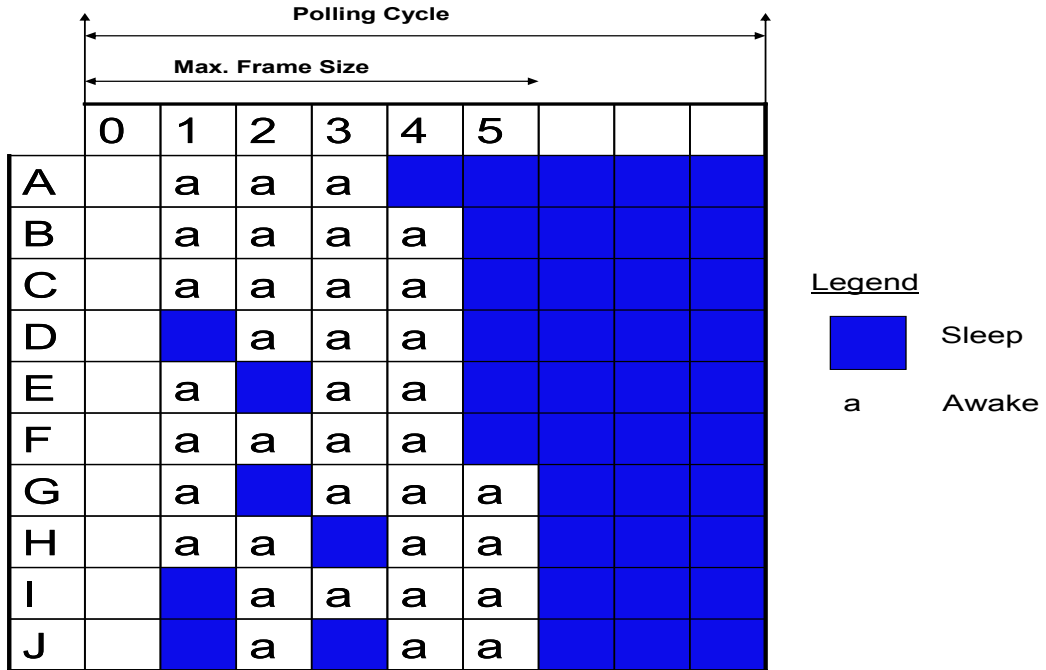 Polling Cycle
Max. Frame Size
0 1 2 3 4 5
A a a a
B a a a a
C a a a a
Legend
D a a a
Sleep
E a a a
a Awake
F a a a a
G a a a a
H a a a a
I a a a a
J a a a